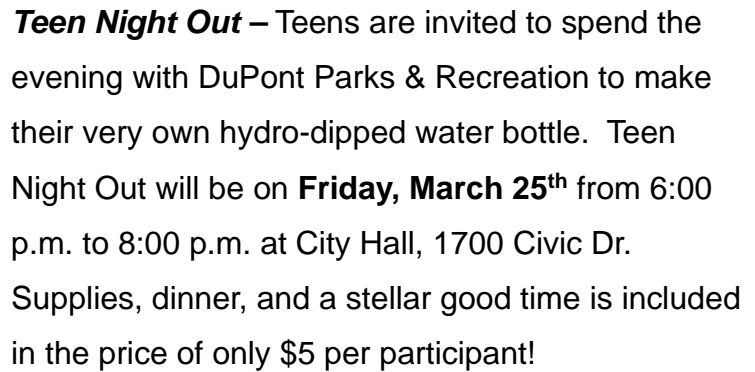 Teen Night Out – Teens are invited to spend the
evening with DuPont Parks & Recreation to make
their very own hydro-dipped water bottle.  Teen
Night Out will be on Friday, March 25th from 6:00
p.m. to 8:00 p.m. at City Hall, 1700 Civic Dr.
Supplies, dinner, and a stellar good time is included
in the price of only $5 per participant!